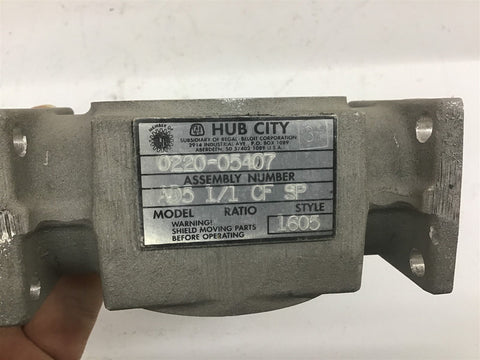 HUB CITY
SUBSIDIARY OF REGAL-BELOIT CORPORATION
2914 INDUSTRIAL AVE. P.O. BOX 1089
ABERDEEN, SD 57402-1089 U.S.A.
0220-05407
ASSEMBLY NUMBER
AD5 1/1 CF SP
MODEL RATIO STYLE
WARNING! 1605
SHIELD MOVING PARTS
BEFORE OPERATING